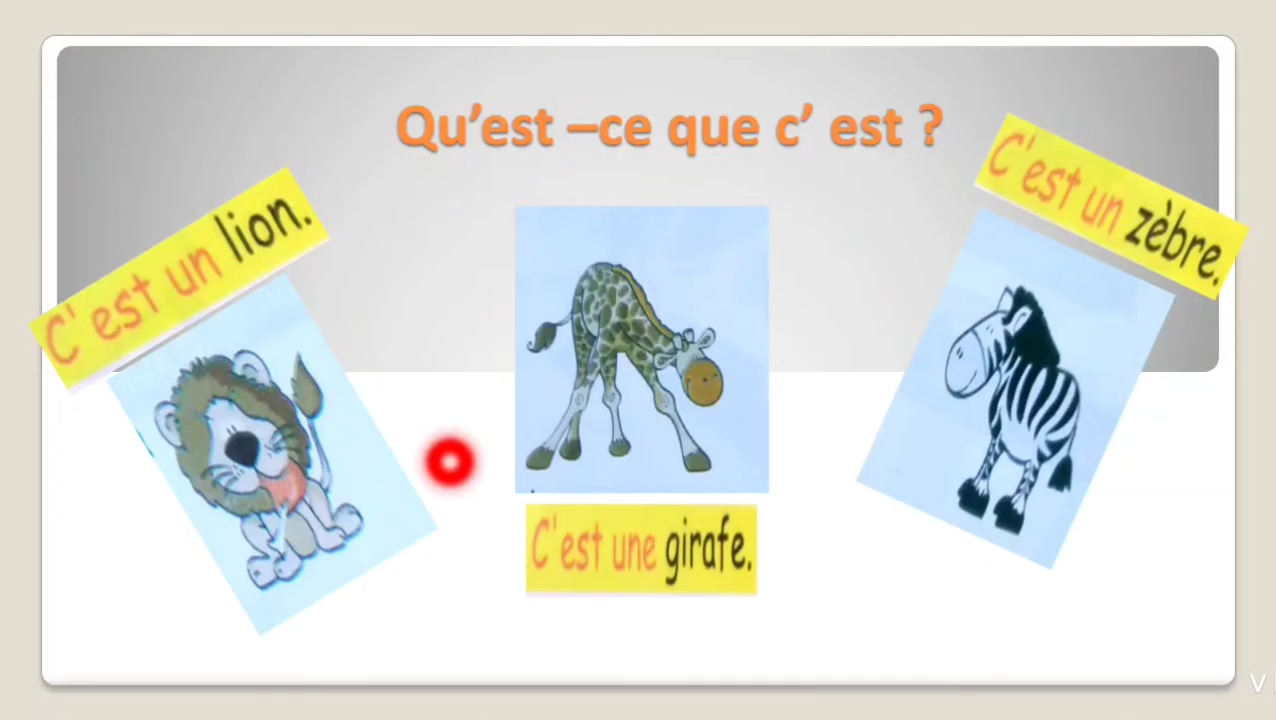 Qu'est –ce que c' est ?
C' est un lion.
C'est une girafe.
C'est un zèbre.
V